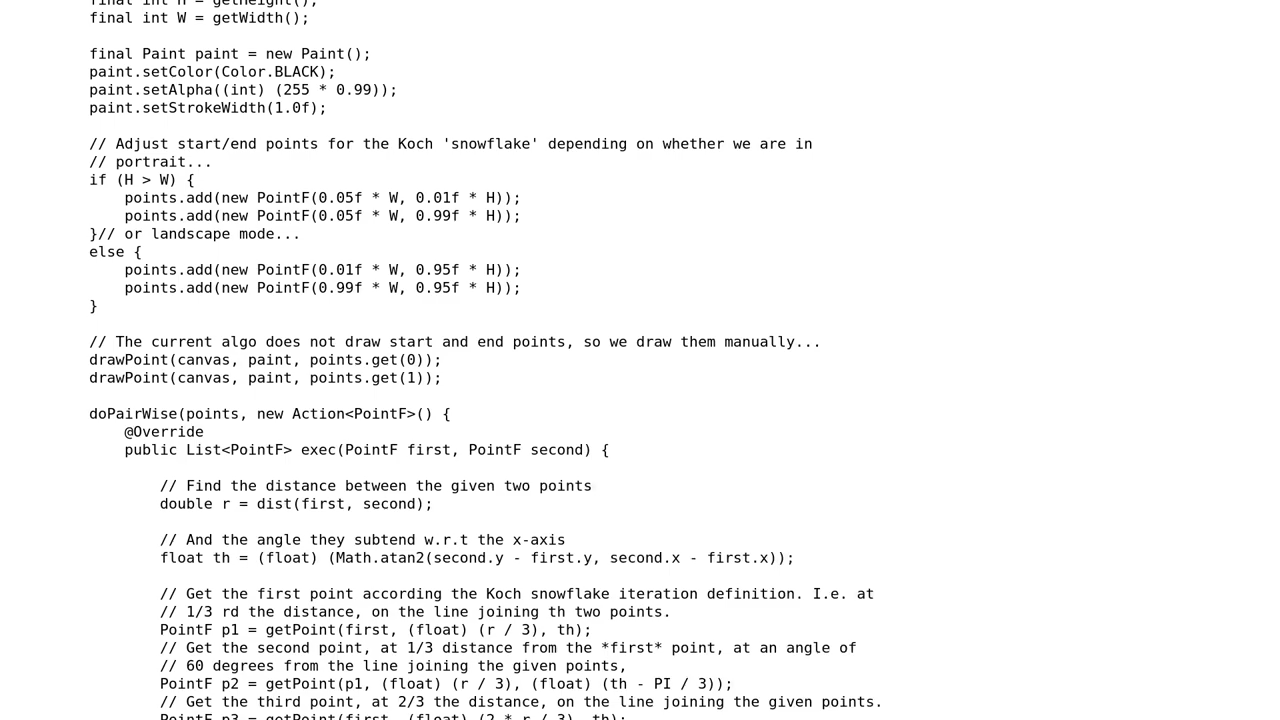 final int H = getHeight();
final int W = getWidth();

final Paint paint = new Paint();
paint.setColor(Color.BLACK);
paint.setAlpha((int) (255 * 0.99));
paint.setStrokeWidth(1.0f);

// Adjust start/end points for the Koch 'snowflake' depending on whether we are in
// portrait...
if (H > W) {
    points.add(new PointF(0.05f * W, 0.01f * H));
    points.add(new PointF(0.05f * W, 0.99f * H));
}// or landscape mode...
else {
    points.add(new PointF(0.01f * W, 0.95f * H));
    points.add(new PointF(0.99f * W, 0.95f * H));
}

// The current algo does not draw start and end points, so we draw them manually...
drawPoint(canvas, paint, points.get(0));
drawPoint(canvas, paint, points.get(1));

doPairWise(points, new Action<PointF>() {
    @Override
    public List<PointF> exec(PointF first, PointF second) {

        // Find the distance between the given two points
        double r = dist(first, second);

        // And the angle they subtend w.r.t the x-axis
        float th = (float) (Math.atan2(second.y - first.y, second.x - first.x));

        // Get the first point according the Koch snowflake iteration definition. I.e. at
        // 1/3 rd the distance, on the line joining th two points.
        PointF p1 = getPoint(first, (float) (r / 3), th);
        // Get the second point, at 1/3 distance from the *first* point, at an angle of
        // 60 degrees from the line joining the given points,
        PointF p2 = getPoint(p1, (float) (r / 3), (float) (th - PI / 3));
        // Get the third point, at 2/3 the distance, on the line joining the given points.
        PointF p3 = getPoint(first, (float) (2 * r / 3), th);